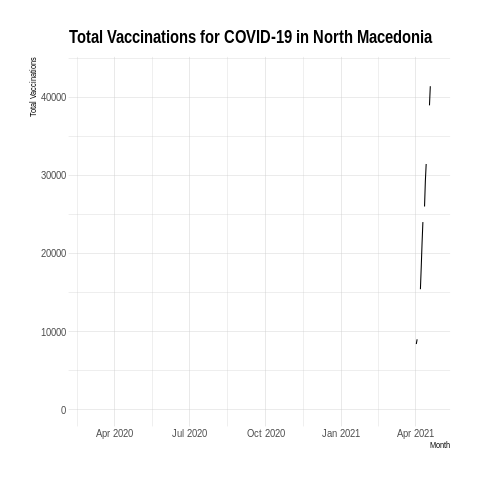 Total Vaccinations for COVID-19 in North Macedonia
Total Vaccinations
40000
30000
20000
10000
0
Apr 2020 Jul 2020 Oct 2020 Jan 2021 Apr 2021
Month